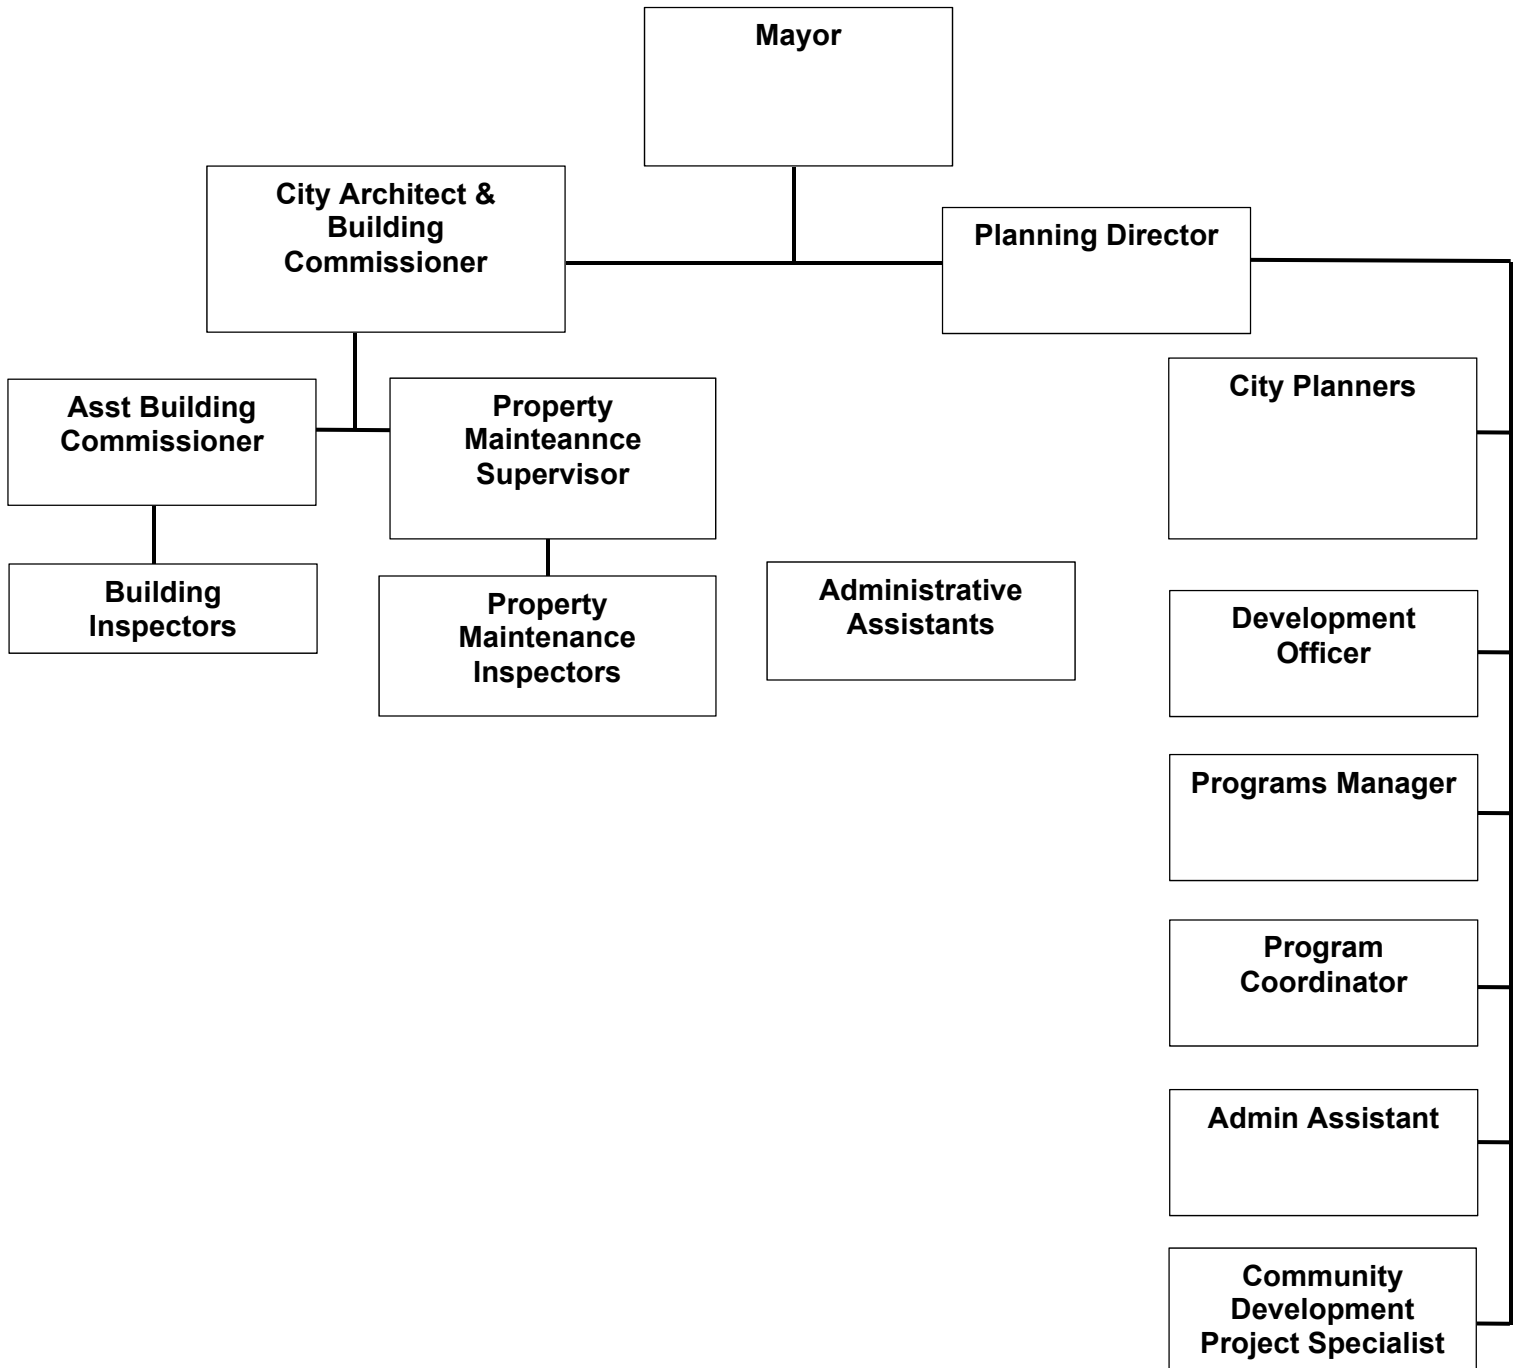 Mayor
City Architect &
Building
Commissioner
Planning Director
Asst Building
Commissioner
Property
Mainteannce
Supervisor
City Planners
Building
Inspectors
Property
Maintenance
Inspectors
Administrative
Assistants
Development
Officer
Programs Manager
Program
Coordinator
Admin Assistant
Community
Development
Project Specialist